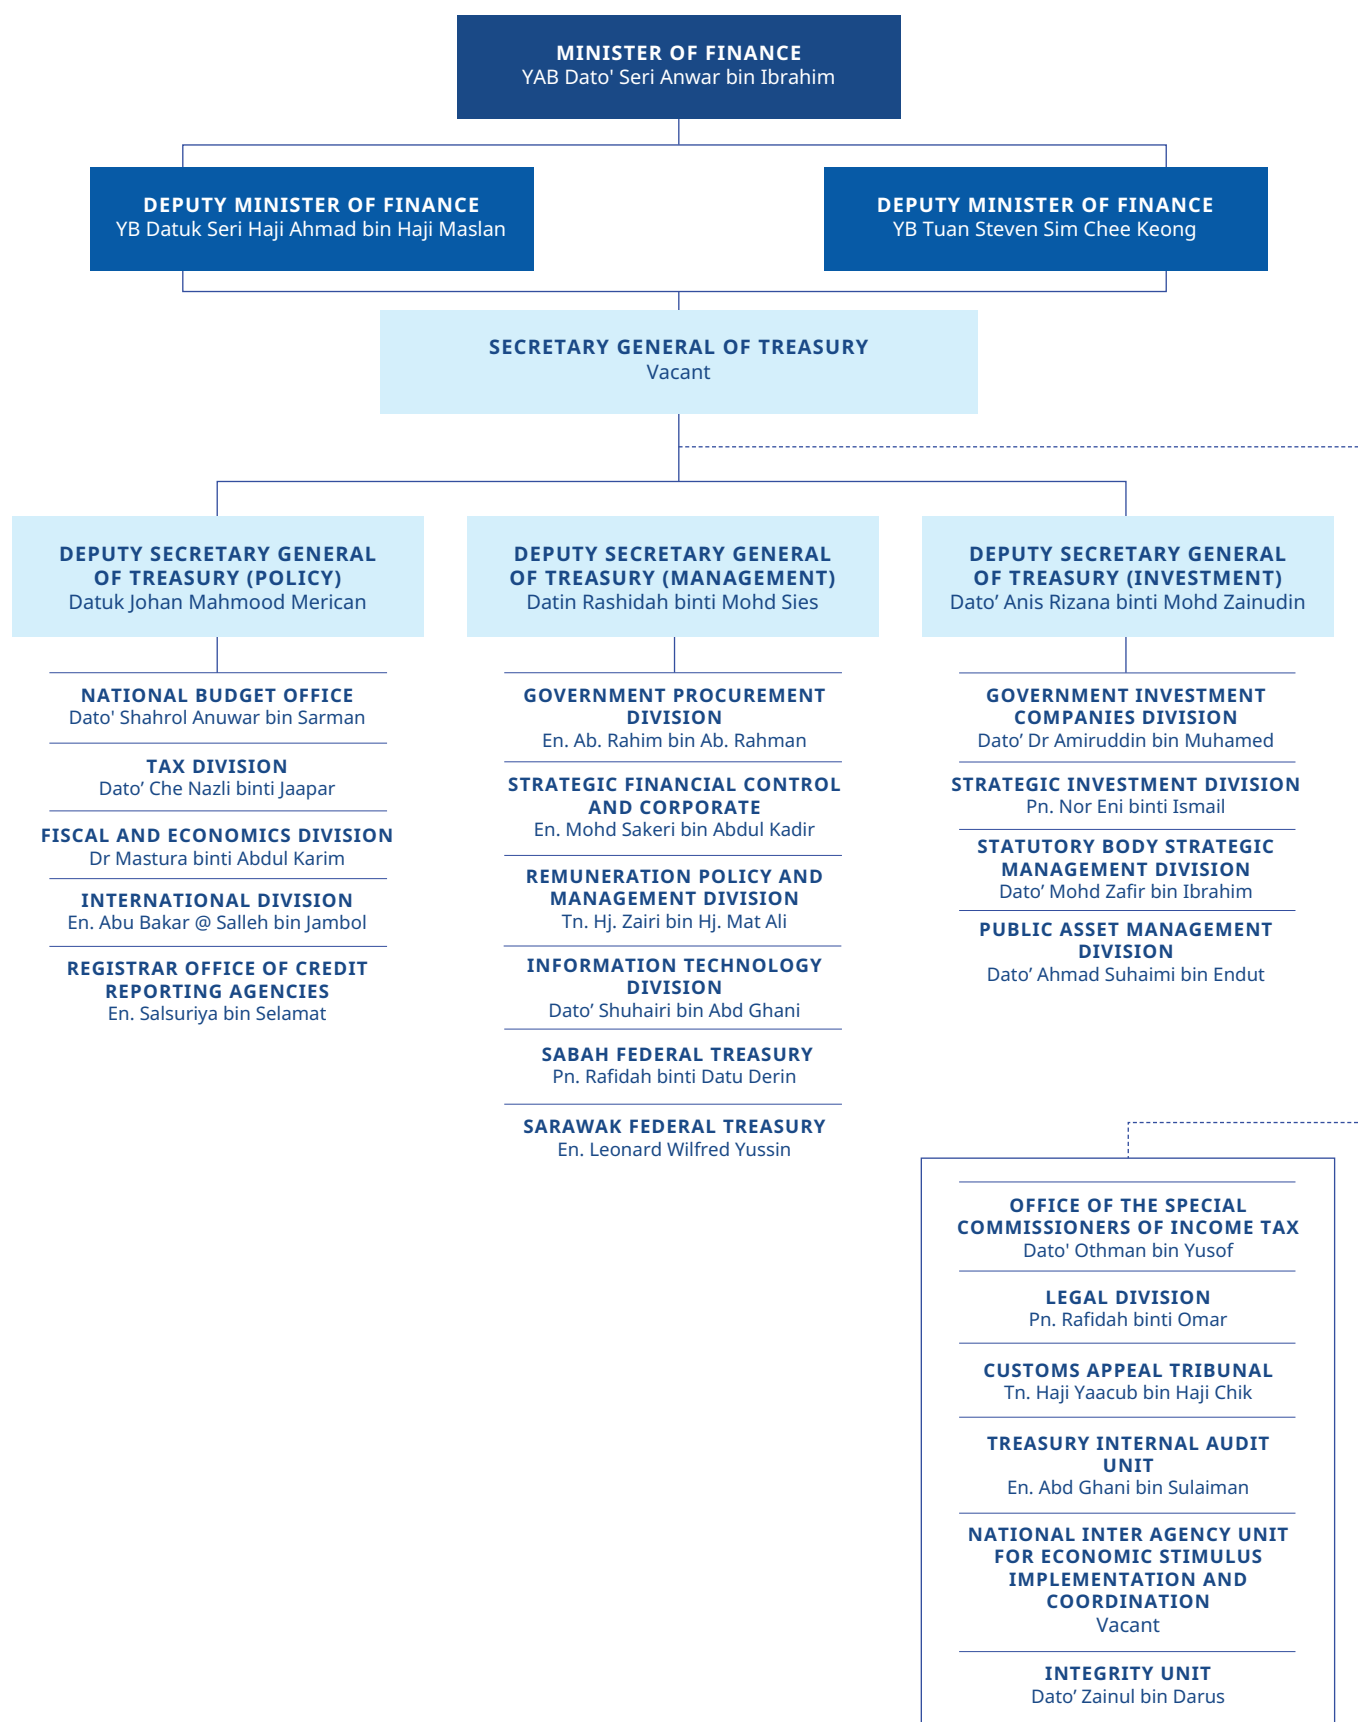 MINISTER OF FINANCE
YAB Dato' Seri Anwar bin Ibrahim
DEPUTY MINISTER OF FINANCE
YB Datuk Seri Haji Ahmad bin Haji Maslan
DEPUTY MINISTER OF FINANCE
YB Tuan Steven Sim Chee Keong
SECRETARY GENERAL OF TREASURY
Vacant
DEPUTY SECRETARY GENERAL
OF TREASURY (POLICY)
Datuk Johan Mahmood Merican
NATIONAL BUDGET OFFICE
Dato' Shahrol Anuwar bin Sarman
TAX DIVISION
Dato’ Che Nazli binti Jaapar
FISCAL AND ECONOMICS DIVISION
Dr Mastura binti Abdul Karim
INTERNATIONAL DIVISION
En. Abu Bakar @ Salleh bin Jambol
REGISTRAR OFFICE OF CREDIT
REPORTING AGENCIES
En. Salsuriya bin Selamat
DEPUTY SECRETARY GENERAL
OF TREASURY (MANAGEMENT)
Datin Rashidah binti Mohd Sies
GOVERNMENT PROCUREMENT
DIVISION
En. Ab. Rahim bin Ab. Rahman
STRATEGIC FINANCIAL CONTROL
AND CORPORATE
En. Mohd Sakeri bin Abdul Kadir
REMUNERATION POLICY AND
MANAGEMENT DIVISION
Tn. Hj. Zairi bin Hj. Mat Ali
INFORMATION TECHNOLOGY
DIVISION
Dato’ Shuhairi bin Abd Ghani
SABAH FEDERAL TREASURY
Pn. Rafidah binti Datu Derin
SARAWAK FEDERAL TREASURY
En. Leonard Wilfred Yussin
DEPUTY SECRETARY GENERAL
OF TREASURY (INVESTMENT)
Dato’ Anis Rizana binti Mohd Zainudin
GOVERNMENT INVESTMENT
COMPANIES DIVISION
Dato’ Dr Amiruddin bin Muhamed
STRATEGIC INVESTMENT DIVISION
Pn. Nor Eni binti Ismail
STATUTORY BODY STRATEGIC
MANAGEMENT DIVISION
Dato’ Mohd Zafir bin Ibrahim
PUBLIC ASSET MANAGEMENT
DIVISION
Dato’ Ahmad Suhaimi bin Endut
OFFICE OF THE SPECIAL
COMMISSIONERS OF INCOME TAX
Dato' Othman bin Yusof
LEGAL DIVISION
Pn. Rafidah binti Omar
CUSTOMS APPEAL TRIBUNAL
Tn. Haji Yaacub bin Haji Chik
TREASURY INTERNAL AUDIT
UNIT
En. Abd Ghani bin Sulaiman
NATIONAL INTER AGENCY UNIT
FOR ECONOMIC STIMULUS
IMPLEMENTATION AND
COORDINATION
Vacant
INTEGRITY UNIT
Dato’ Zainul bin Darus